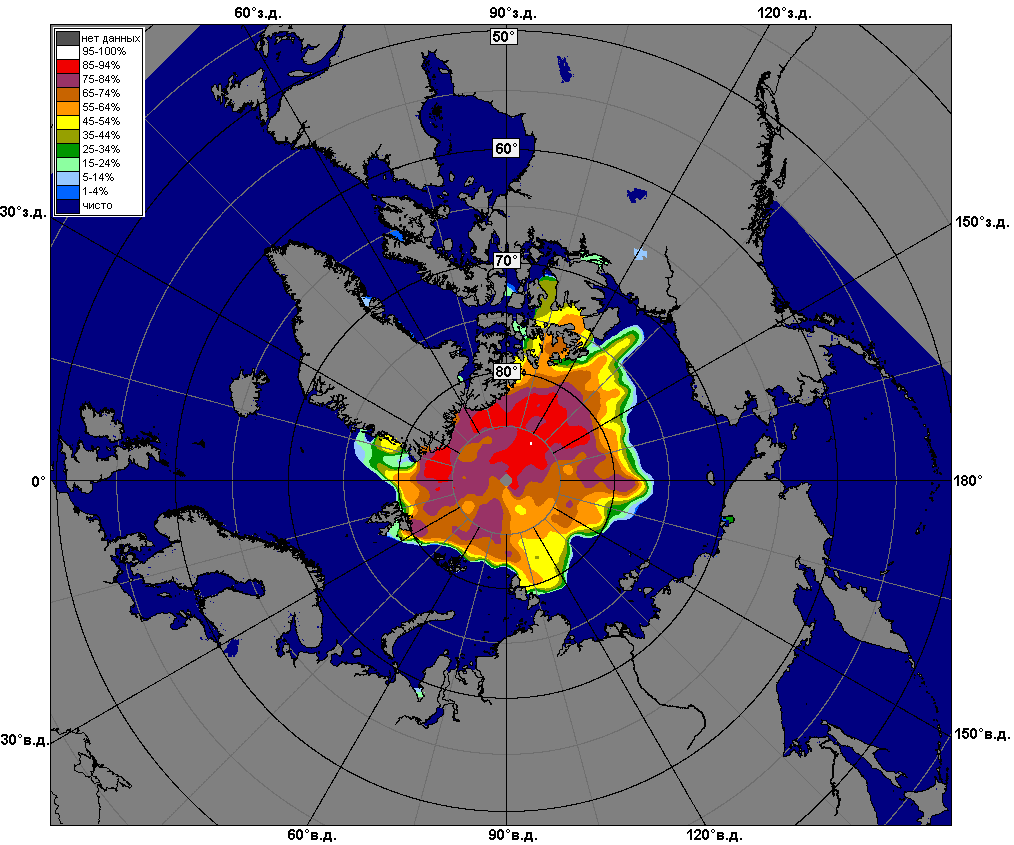 60°з.д.
90°з.д.
120°з.д.
нет данных
95-100%
85-94%
75-84%
65-74%
55-64%
45-54%
35-44%
25-34%
15-24%
5-14%
1-4%
чисто
50°
60°
70°
80°
30°з.д.
150°з.д.
0°
180°
30°в.д.
150°в.д.
60°в.д.
90°в.д.
120°в.д.